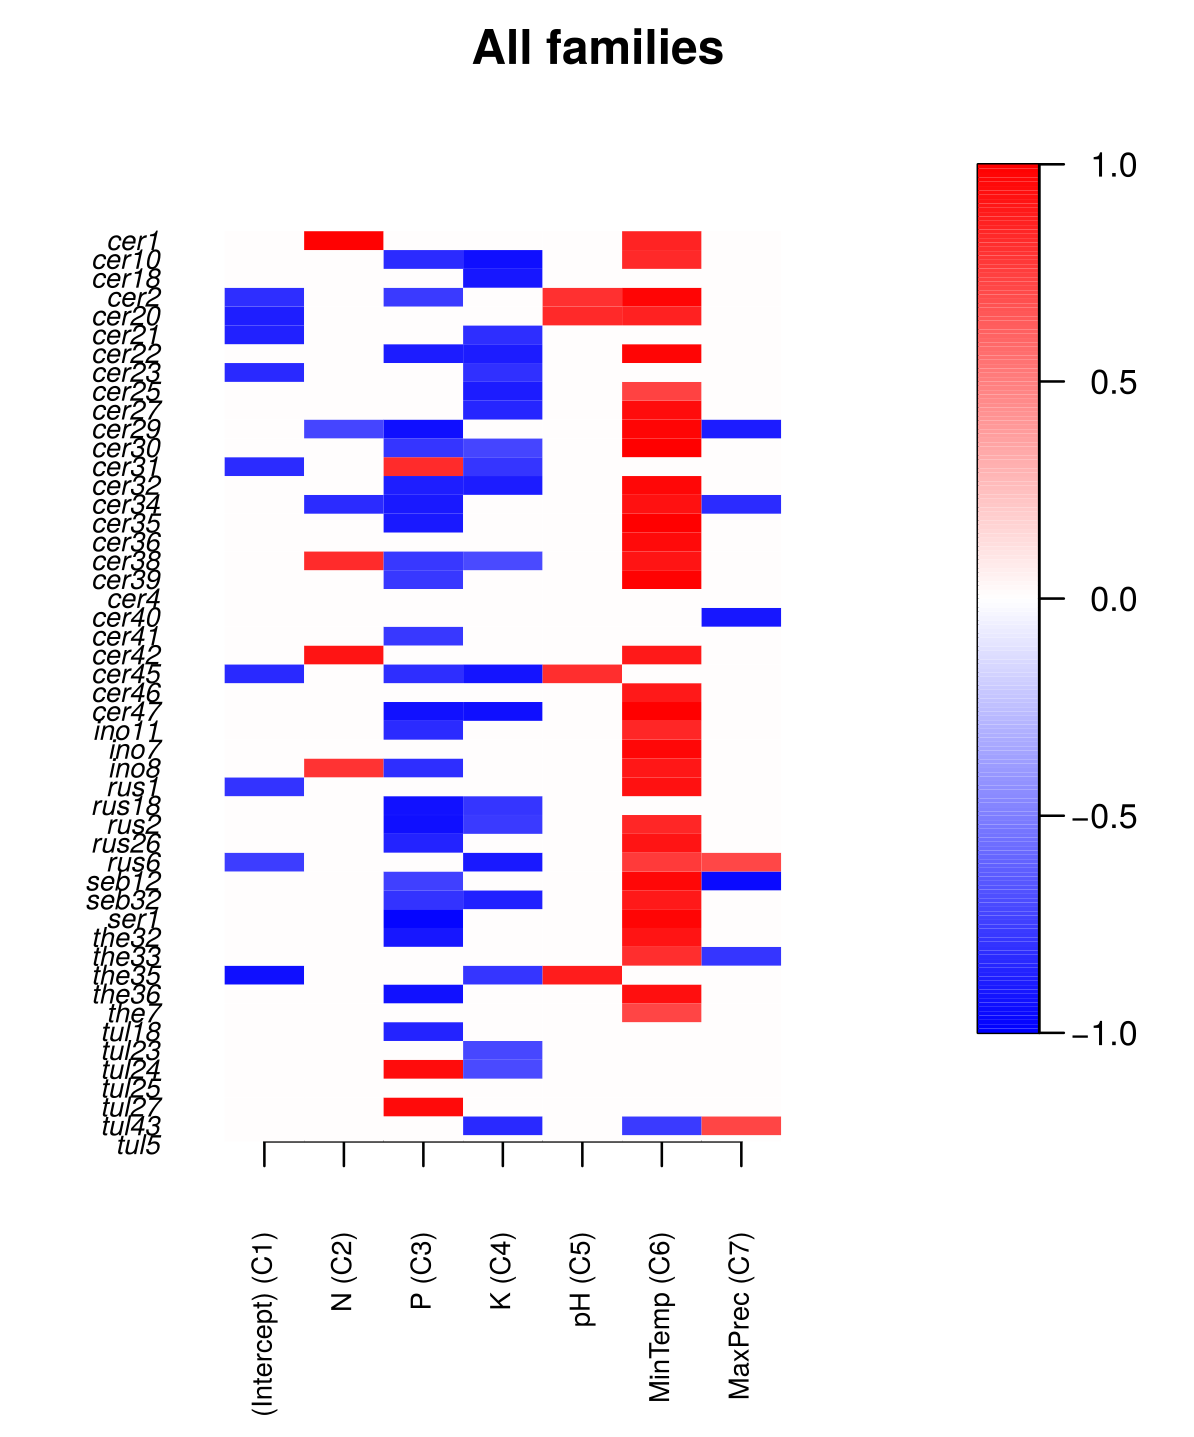 All families
cer1
cer10
cer18
cer2
cer20
cer21
cer22
cer23
cer25
cer27
cer29
cer30
cer31
cer32
cer34
cer35
cer36
cer38
cer39
cer4
cer40
cer41
cer42
cer45
cer46
cer47
ino11
ino7
ino8
rus1
rus18
rus2
rus26
rus6
seb12
seb32
ser1
the32
the33
the35
the36
the7
tul18
tul23
tul24
tul25
tul27
tul43
tul5
(Intercept) (C1)
N (C2)
P (C3)
K (C4)
pH (C5)
MinTemp (C6)
MaxPrec (C7)
1.0
0.5
0.0
−0.5
−1.0